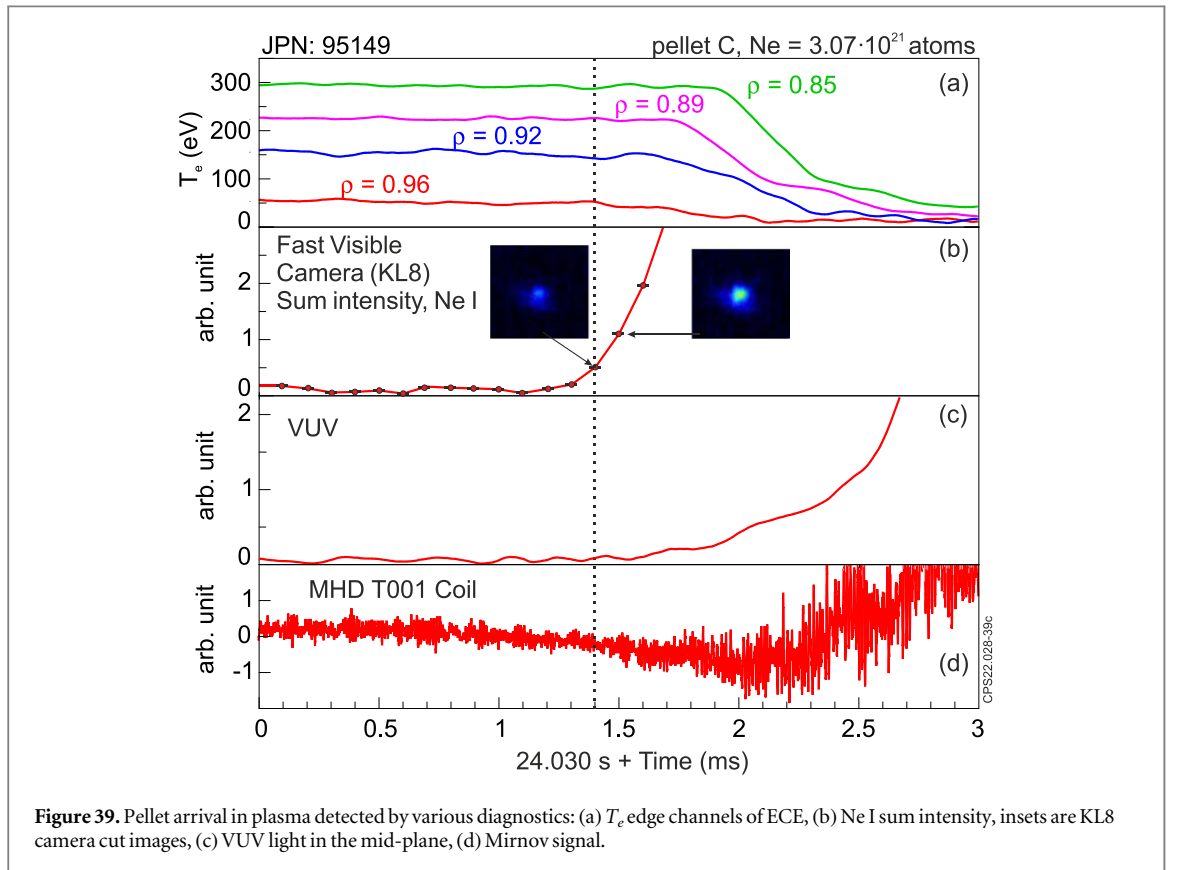 JPN: 95149
pellet C, Ne = 3.07·10²¹ atoms
(a)
300
200
100
0
Tₑ (eV)
ρ = 0.85
ρ = 0.89
ρ = 0.92
ρ = 0.96
(b)
Fast Visible
Camera (KL8)
Sum intensity, Ne I
2
1
0
arb. unit
(c)
VUV
2
1
0
arb. unit
MHD T001 Coil
1
0
-1
arb. unit
(d)
CPS22.028-39c
0 0.5 1 1.5 2 2.5 3
24.030 s + Time (ms)
Figure 39. Pellet arrival in plasma detected by various diagnostics: (a) Tₑ edge channels of ECE, (b) Ne I sum intensity, insets are KL8
camera cut images, (c) VUV light in the mid-plane, (d) Mirnov signal.